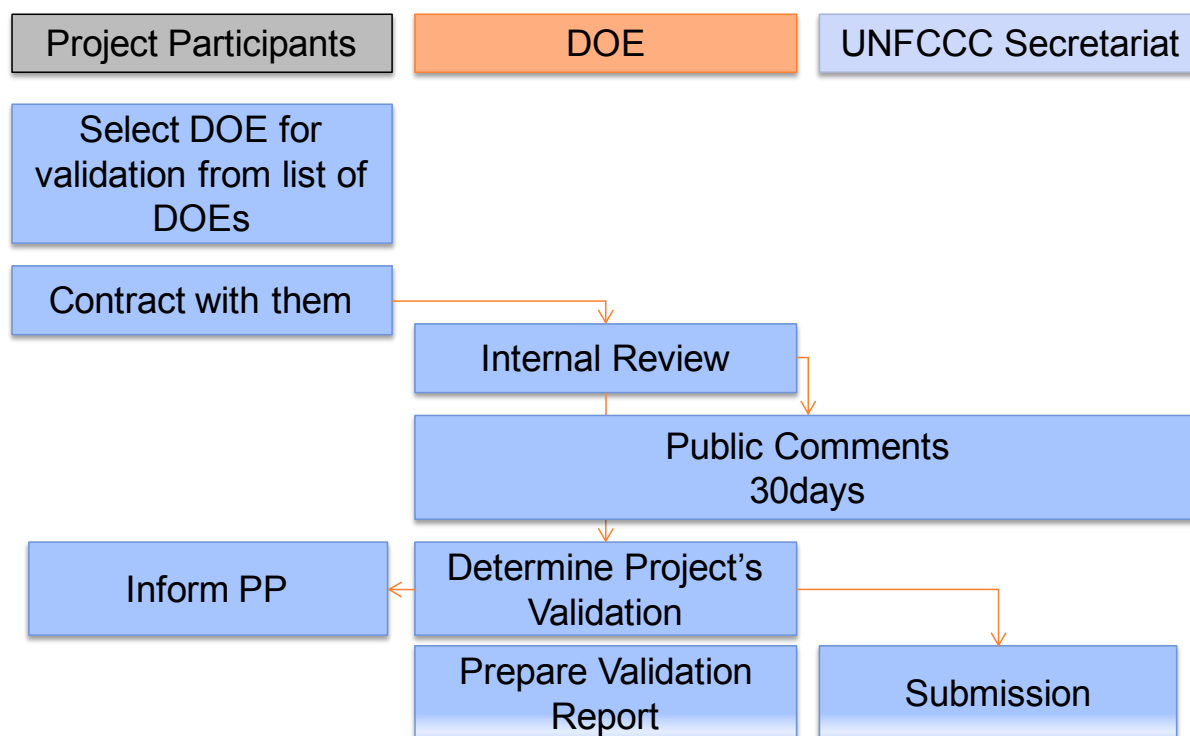 Project Participants
DOE
UNFCCC Secretariat
Select DOE for
validation from list of
DOEs
Contract with them
Internal Review
Public Comments
30days
Inform PP
Determine Project's
Validation
Prepare Validation
Report
Submission